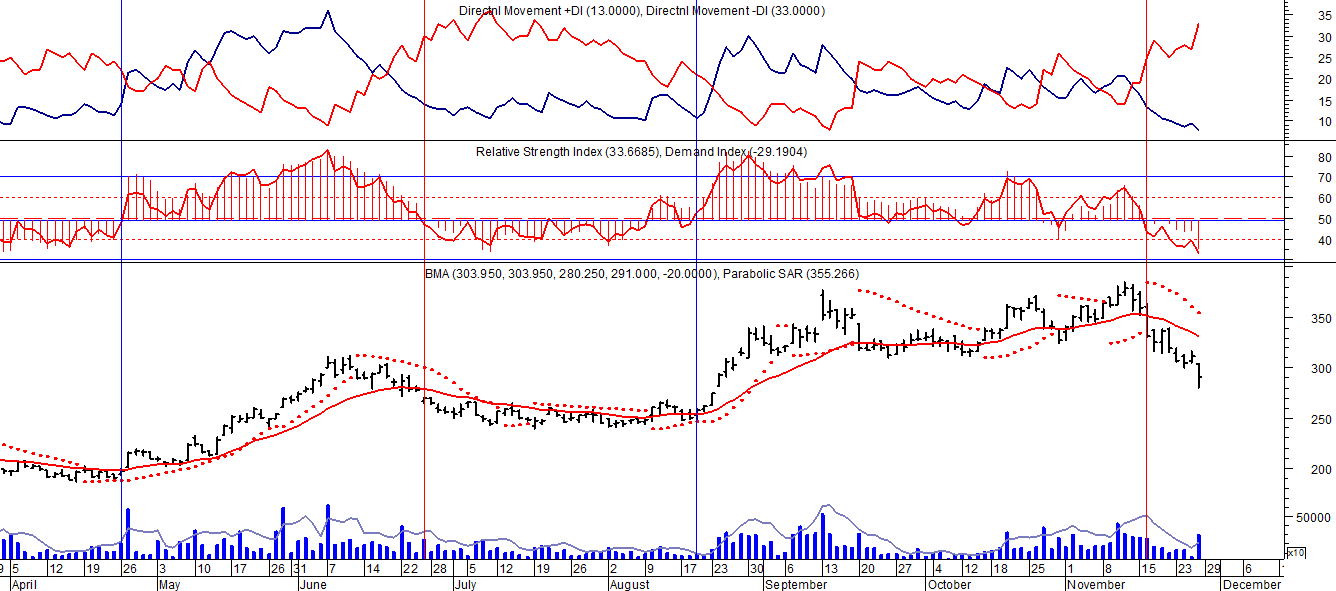 Directnl Movement +DI (13.0000), Directnl Movement -DI (33.0000)
35
30
25
20
15
10
Relative Strength Index (33.6685), Demand Index (-29.1904)
80
70
60
50
40
BMA (303.950, 303.950, 280.250, 291.000, -20.0000), Parabolic SAR (355.266)
350
300
250
200
50000
x10
9 5 12 19 26 3 10 17 26 31 7 14 22 28 5 12 19 26 2 9 17 23 30 6 13 20 27 4 12 18 25 1 8 15 23 29 6 1
April May June July August September October November December